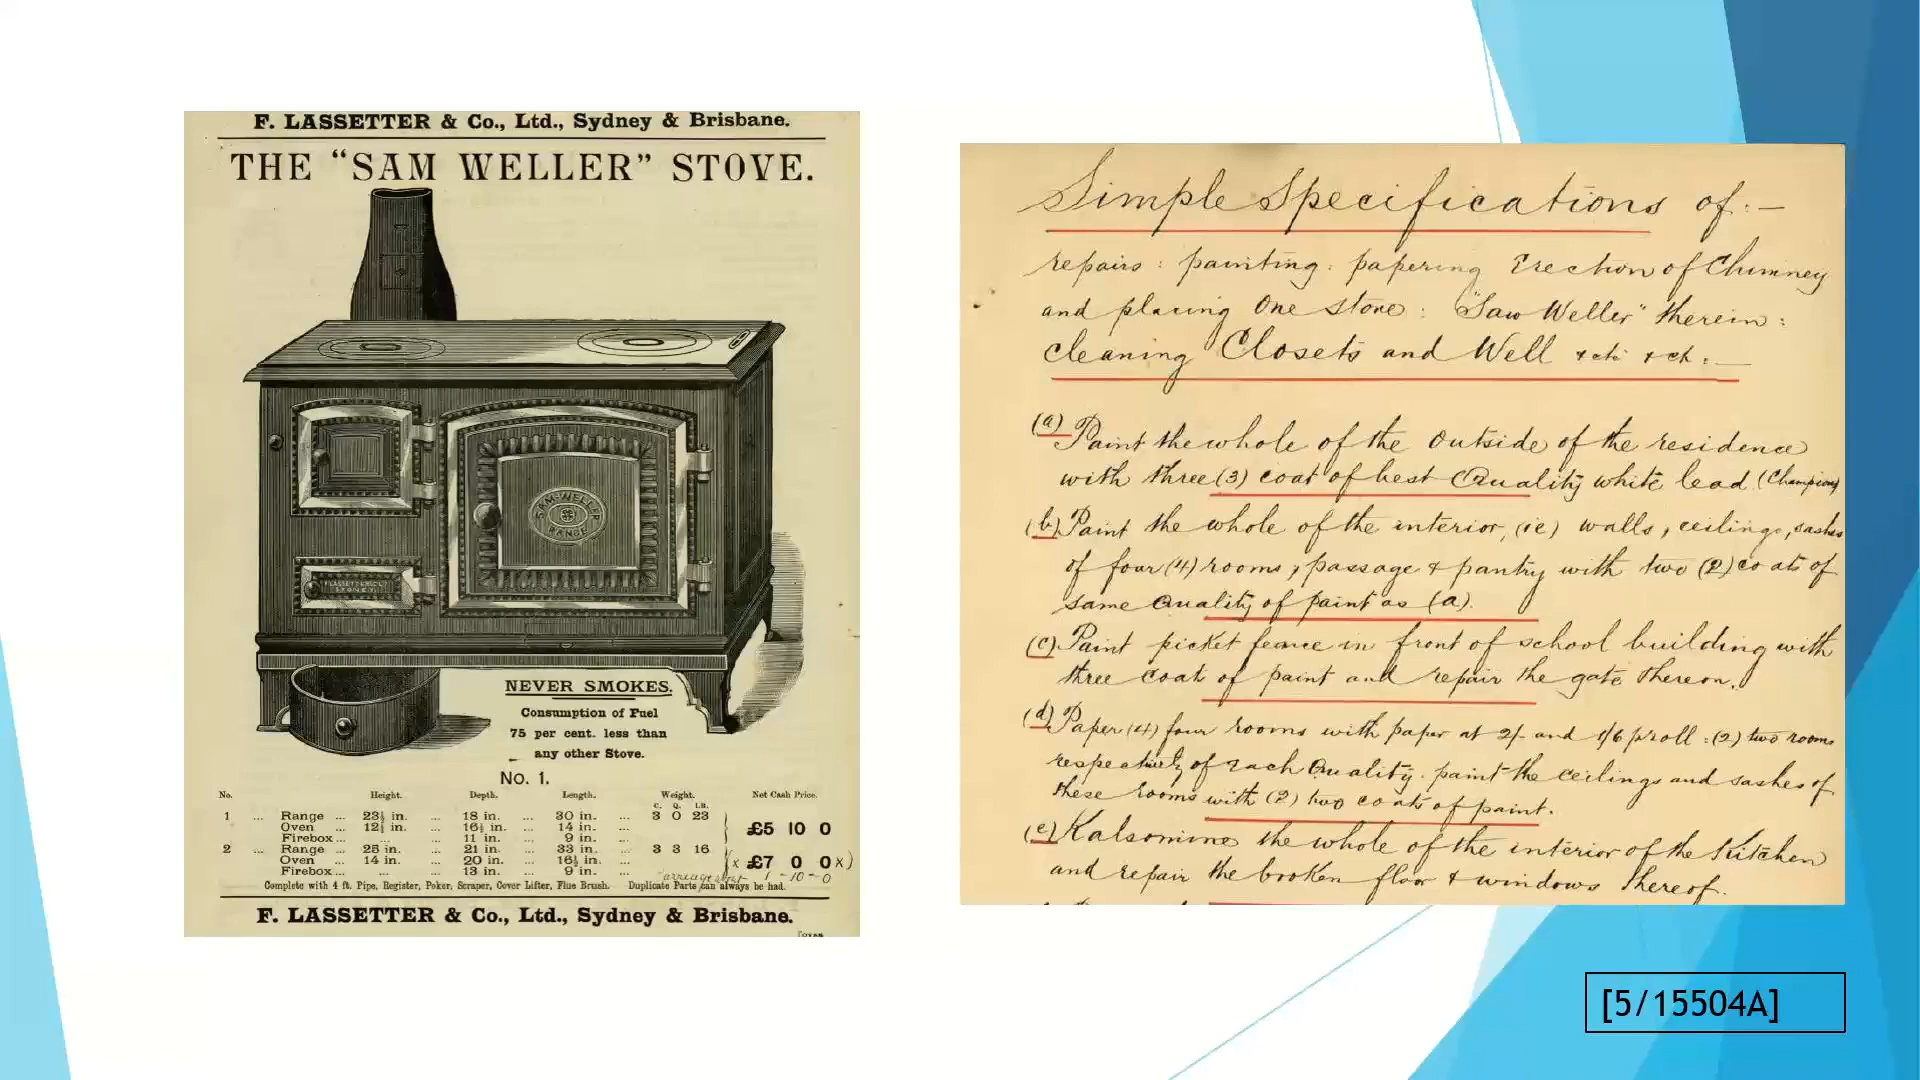 F. LASSETTER & Co., Ltd., Sydney & Brisbane.
THE “SAM WELLER” STOVE.
SAM-WELLER
RANGE
NEVER SMOKES.
Consumption of Fuel
75 per cent. less than
any other Stove.
No. 1.
No. Height. Depth. Length. Weight. Net Cash Price.
C. Q. LB.
1 ... Range ... 23½ in. ... 18 in. ... 30 in. ... 3 0 23
Oven ... 12½ in. ... 16½ in. ... 14 in. ... £5 10 0
Firebox ... ... 11 in. ... 9 in. ...
2 ... Range ... 25 in. ... 21 in. ... 33 in. ... 3 3 16
Oven ... 14 in. ... 20 in. ... 16½ in. ... (x £7 0 0 x)
Firebox ... ... 13 in. ... 9 in. ... 1-10-0
Complete with 4 ft. Pipe, Register, Poker, Scraper, Cover Lifter, Flue Brush. Duplicate Parts can always be had.
F. LASSETTER & Co., Ltd., Sydney & Brisbane.
Simple Specifications of:—
repairs: painting: papering Erection of Chimney
and placing One stove: "Saw Weller" therein:
cleaning Closets and Well
(a) Paint the whole of the outside of the residence
with three (3) coat of best Quality white lead (Champion)
(b) Paint the whole of the interior, (ie) walls, ceilings, sashes
of four (4) rooms, passage & pantry with two (2) coats of
same Quality of paint as (a).
(c) Paint picket fence in front of school building with
three coats of paint and repair the gate thereon.
(d) Paper (4) four rooms with paper at 2/- and 1/6 p roll: (2) two rooms
respectively of each Quality. paint the ceilings and sashes of
these rooms with (2) two coats of paint.
(e) Kalsomine the whole of the interior of the Kitchen
and repair the broken floor & windows thereof.
[5/15504A]